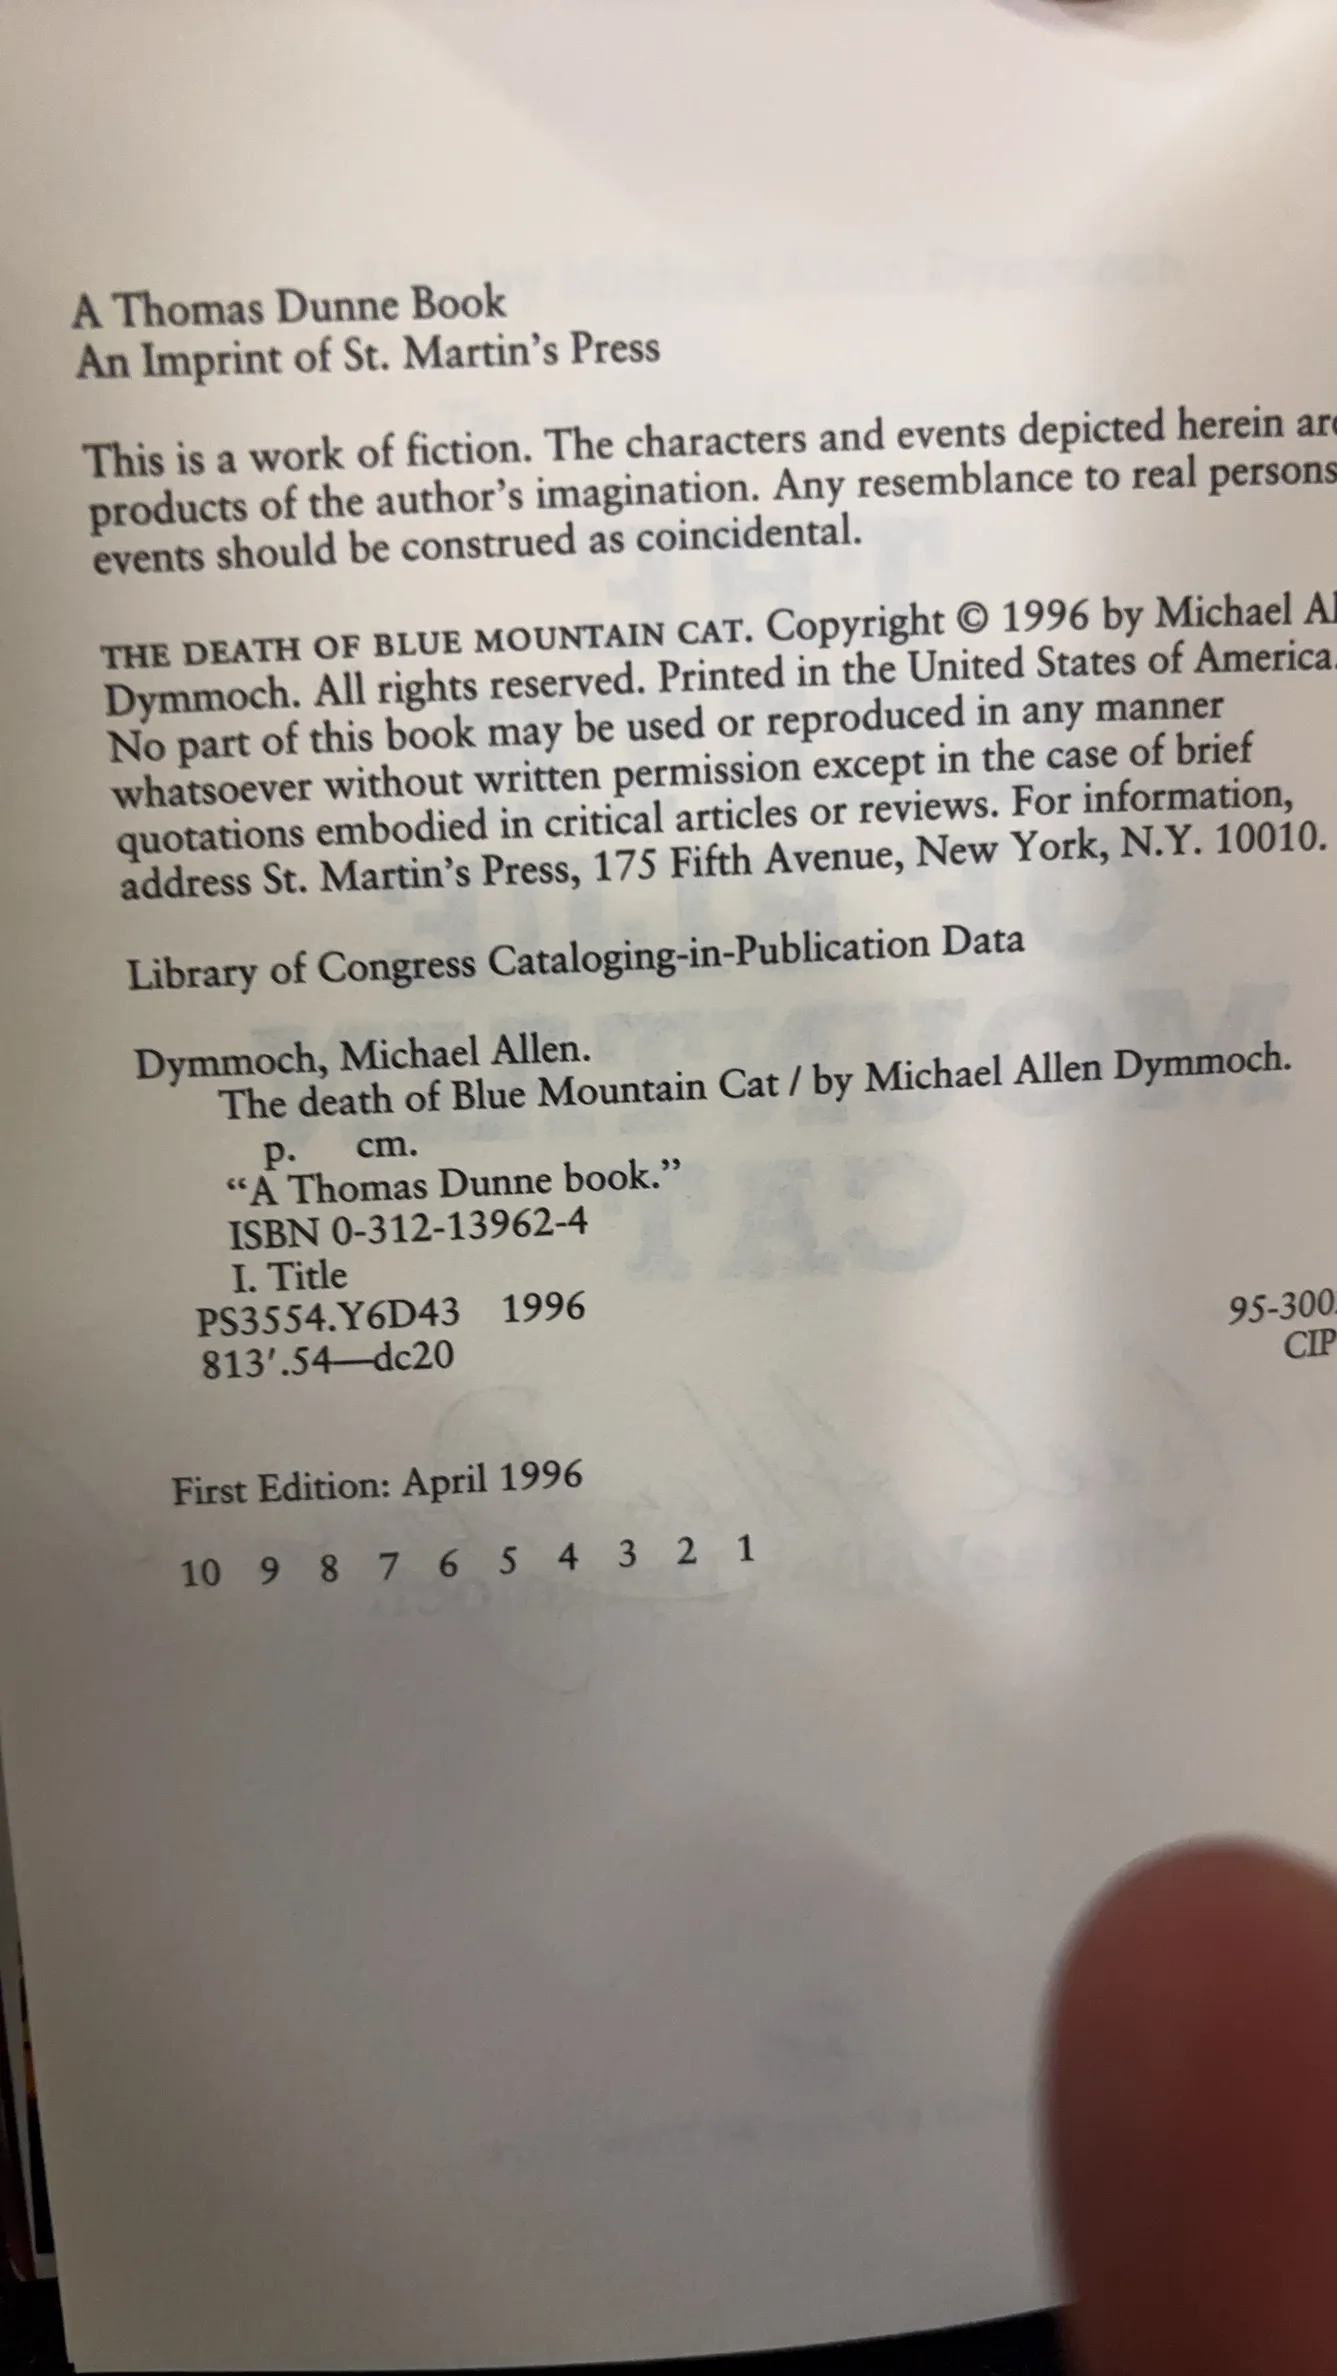 A Thomas Dunne Book
An Imprint of St. Martin's Press
This is a work of fiction. The characters and events depicted herein are
products of the author's imagination. Any resemblance to real persons
events should be construed as coincidental.
THE DEATH OF BLUE MOUNTAIN CAT. Copyright © 1996 by Michael Al
Dymmoch. All rights reserved. Printed in the United States of America.
No part of this book may be used or reproduced in any manner
whatsoever without written permission except in the case of brief
quotations embodied in critical articles or reviews. For information,
address St. Martin's Press, 175 Fifth Avenue, New York, N.Y. 10010.
Library of Congress Cataloging-in-Publication Data
Dymmoch, Michael Allen.
The death of Blue Mountain Cat / by Michael Allen Dymmoch.
p. cm.
“A Thomas Dunne book.”
ISBN 0-312-13962-4
I. Title
PS3554.Y6D43 1996
95-300
813′.54—dc20
CIP
First Edition: April 1996
10 9 8 7 6 5 4 3 2 1